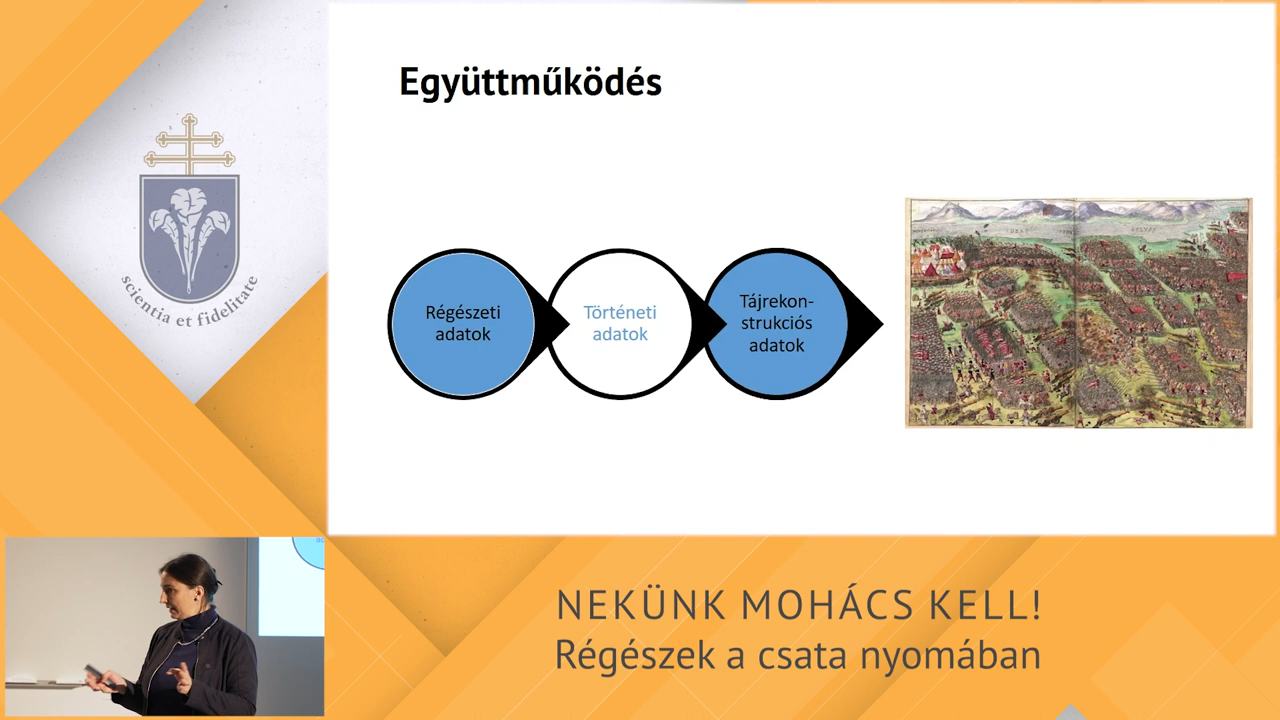 Együttműködés
Régészeti
adatok
Történeti
adatok
Tájrekon-
strukciós
adatok
scientia et fidelitate
NEKÜNK MOHÁCS KELL!
Régészek a csata nyomában